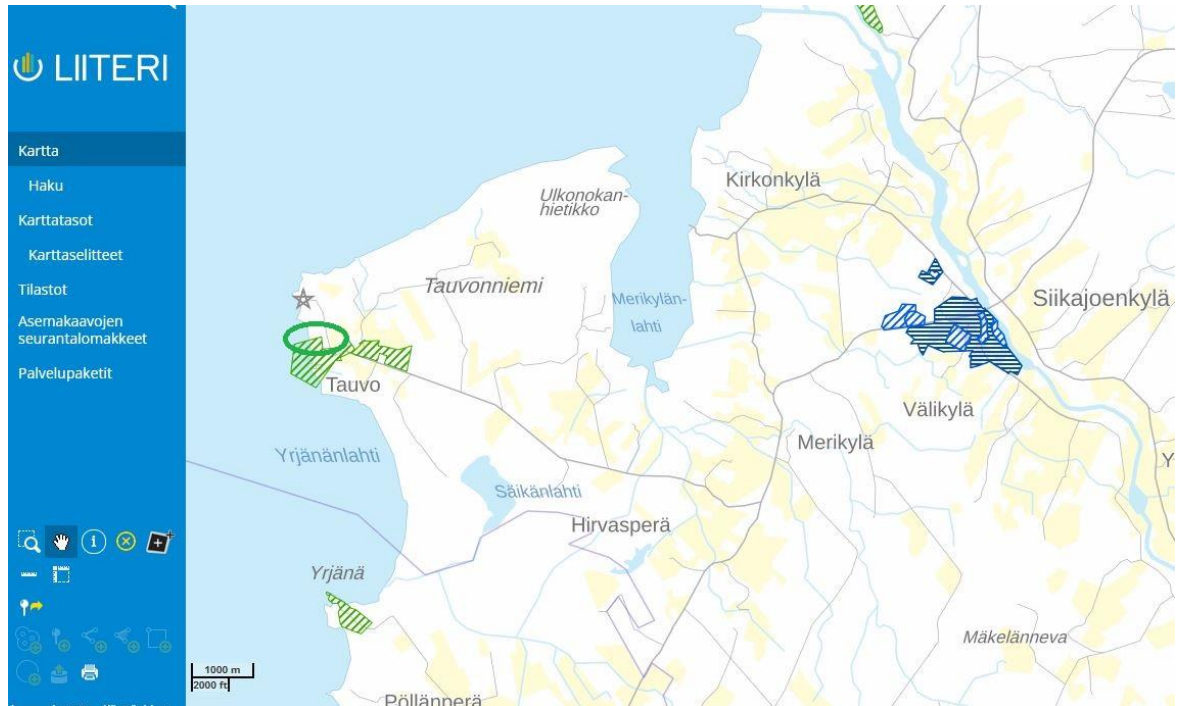 LIITERI
Kartta
Haku
Karttatasot
Karttaselitteet
Tilastot
Asemakaavojen
seurantalomakkeet
Palvelupaketit
Kirkonkylä
Ulkonokan-
hietikko
Tauvonniemi
Merikylän-
lahti
Siikajoenkylä
Tauvo
Välikylä
Merikylä
Yrjänänlahti
Säikänlahti
Hirvasperä
Yrjänä
Mäkelänneva
Pöllänperä
1000 m
2000 ft